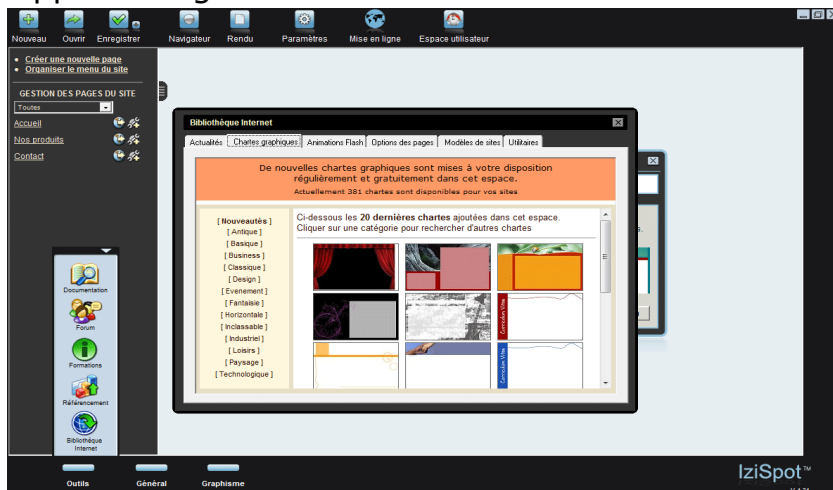 Nouveau Ouvrir Enregistrer Navigateur Rendu Paramètres Mise en ligne Espace utilisateur
Créer une nouvelle page
Organiser le menu du site
GESTION DES PAGES DU SITE
Toutes
Accueil
Nos produits
Contact
Documentation
Forum
Formations
Référencement
Bibliothèque
Internet
Bibliothèque Internet
Actualités Chartes graphiques Animations Flash Options des pages Modèles de sites Utilitaires
De nouvelles chartes graphiques sont mises à votre disposition
régulièrement et gratuitement dans cet espace.
Actuellement 381 chartes sont disponibles pour vos sites
[ Nouveautés ]
[ Antique ]
[ Basique ]
[ Business ]
[ Classique ]
[ Design ]
[ Evenement ]
[ Fantaisie ]
[ Horizontale ]
[ Inclassable ]
[ Industriel ]
[ Loisirs ]
[ Paysage ]
[ Technologique ]
Ci-dessous les 20 dernières chartes ajoutées dans cet espace.
Cliquer sur une catégorie pour rechercher d'autres chartes
Curriculum Vitae
Curriculum Vitae
Outils Général Graphisme
IziSpot™